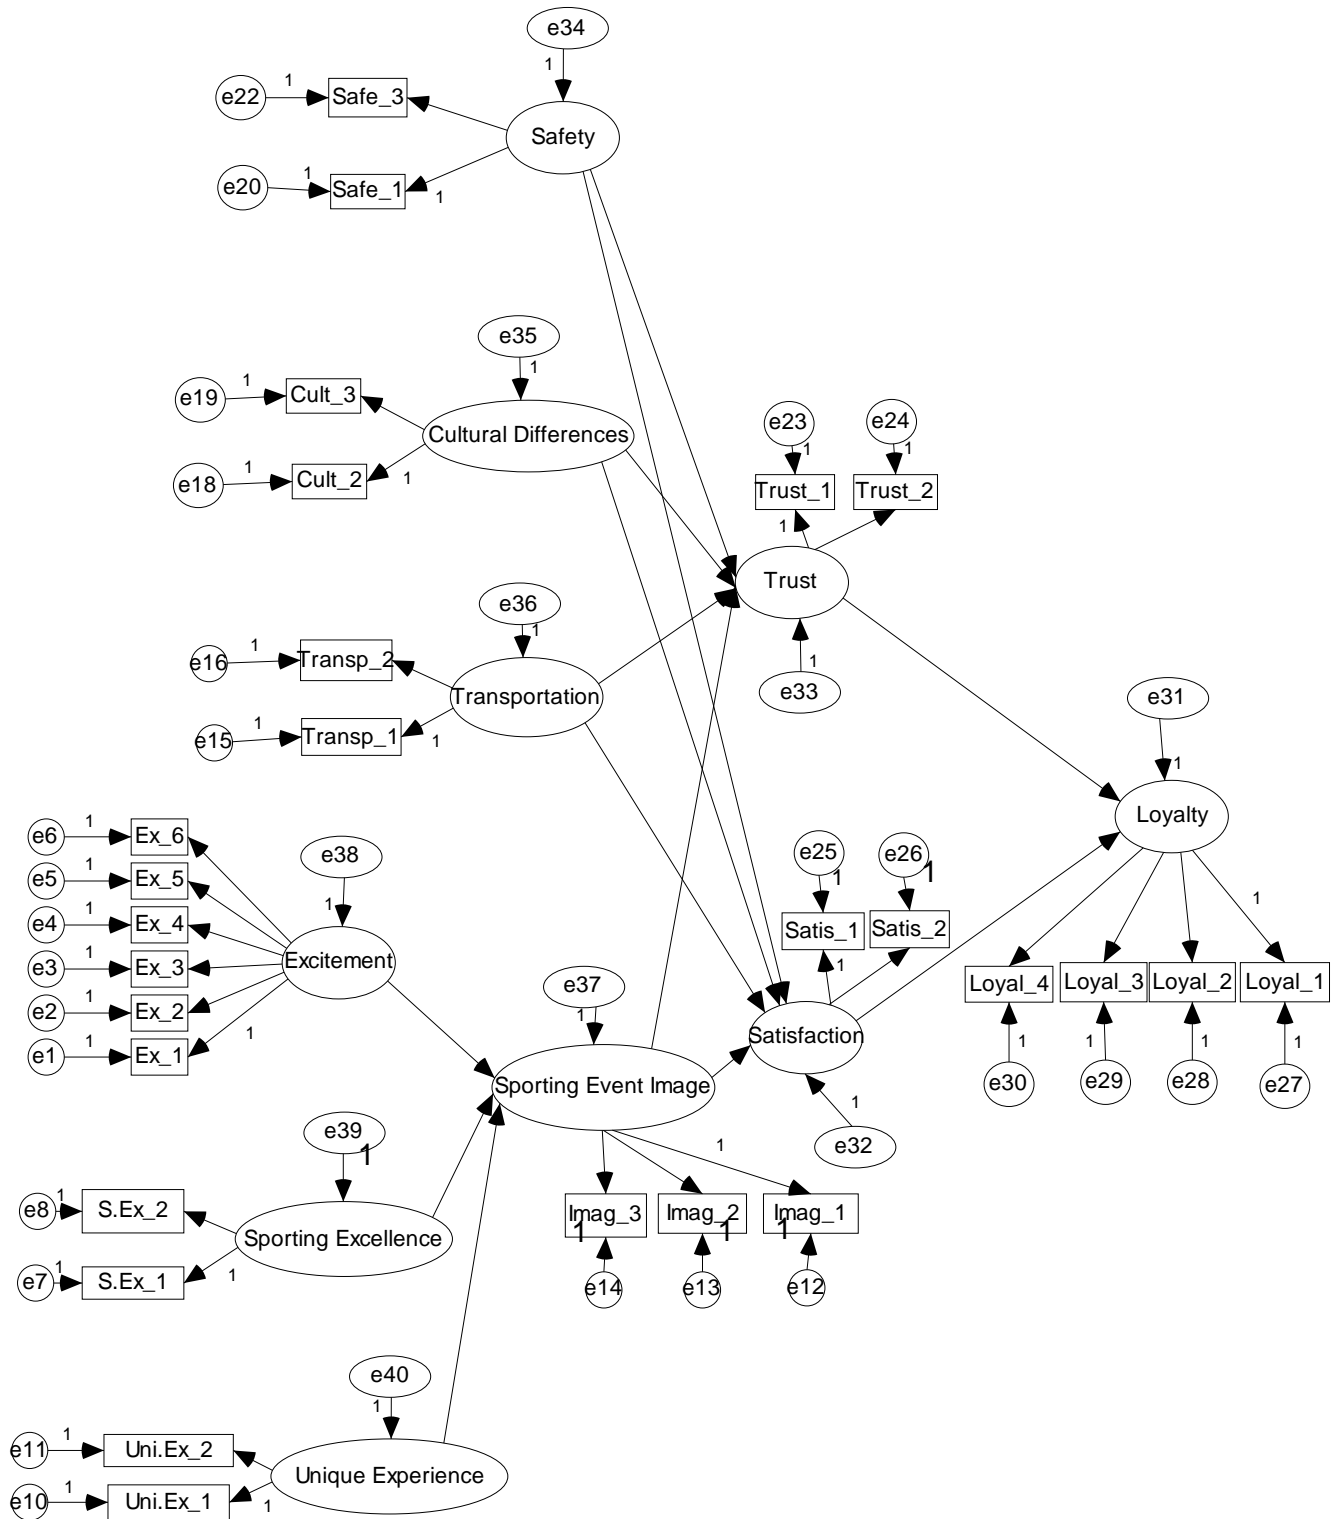 e34
1
1
e22
Safe_3
Safety
1
e20
Safe_1
1
e35
1
1
e19
Cult_3
Cultural Differences
1
e18
Cult_2
1
e23
e24
1
1
Trust_1
Trust_2
1
Trust
e36
1
1
e16
Transp_2
Transportation
1
e15
Transp_1
1
1
e33
e31
1
Loyalty
1
e6
Ex_6
1
e5
Ex_5
1
e4
Ex_4
1
e3
Ex_3
1
e2
Ex_2
1
e1
Ex_1
1
e38
1
Excitement
e25
e26
1
1
Satis_1
Satis_2
1
Satisfaction
1
e32
1
Loyal_4
Loyal_3
Loyal_2
Loyal_1
1
1
1
1
e30
e29
e28
e27
e37
1
Sporting Event Image
1
Imag_3
Imag_2
Imag_1
1
1
1
e14
e13
e12
e39
1
1
e8
S.Ex_2
Sporting Excellence
1
e7
S.Ex_1
1
e40
1
1
e11
Uni.Ex_2
Unique Experience
1
e10
Uni.Ex_1
1